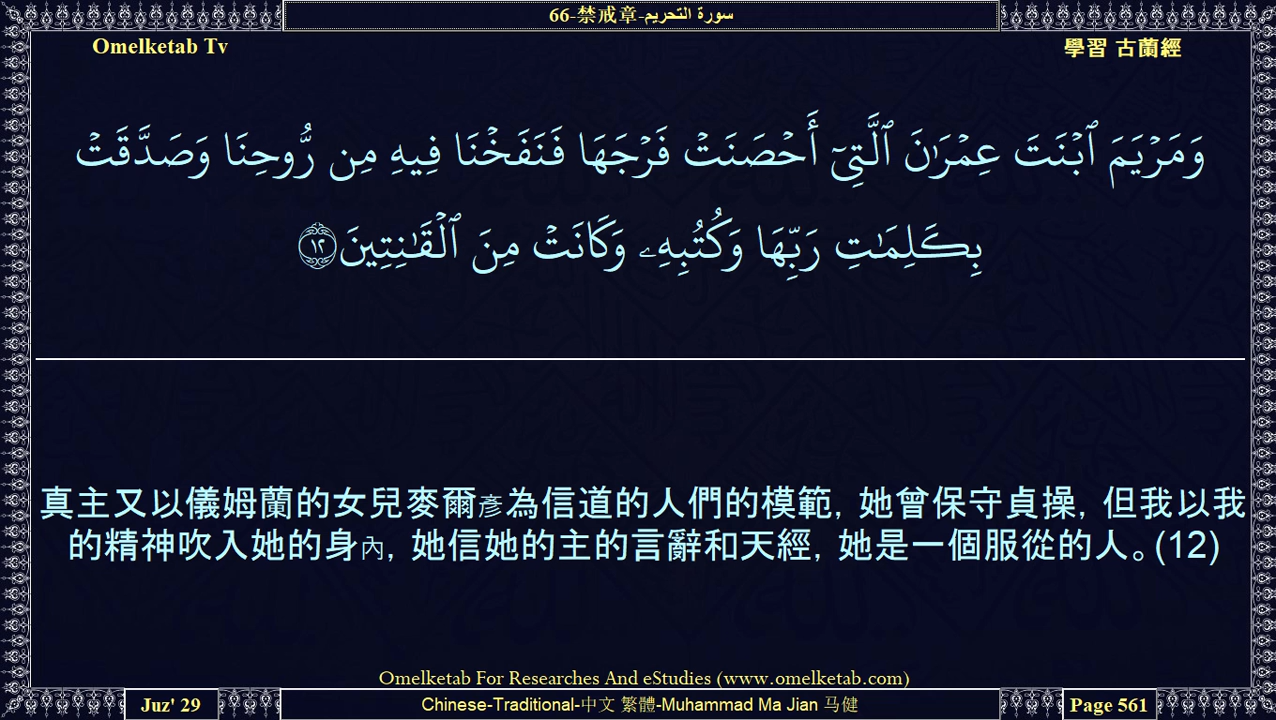 66-禁戒章-سورة التحريم
Omelketab Tv
學習 古蘭經
وَمَرۡيَمَ ٱبۡنَتَ عِمۡرَٰنَ ٱلَّتِيٓ أَحۡصَنَتۡ فَرۡجَهَا فَنَفَخۡنَا فِيهِ مِن رُّوحِنَا وَصَدَّقَتۡ
بِكَلِمَٰتِ رَبِّهَا وَكُتُبِهِۦ وَكَانَتۡ مِنَ ٱلۡقَٰنِتِينَ ١٢
真主又以儀姆蘭的女兒麥爾彥為信道的人們的模範，她曾保守貞操，但我以我
的精神吹入她的身內，她信她的主的言辭和天經，她是一個服從的人。(12)
Omelketab For Researches And eStudies (www.omelketab.com)
Juz' 29
Chinese-Traditional-中文 繁體-Muhammad Ma Jian 马健
Page 561